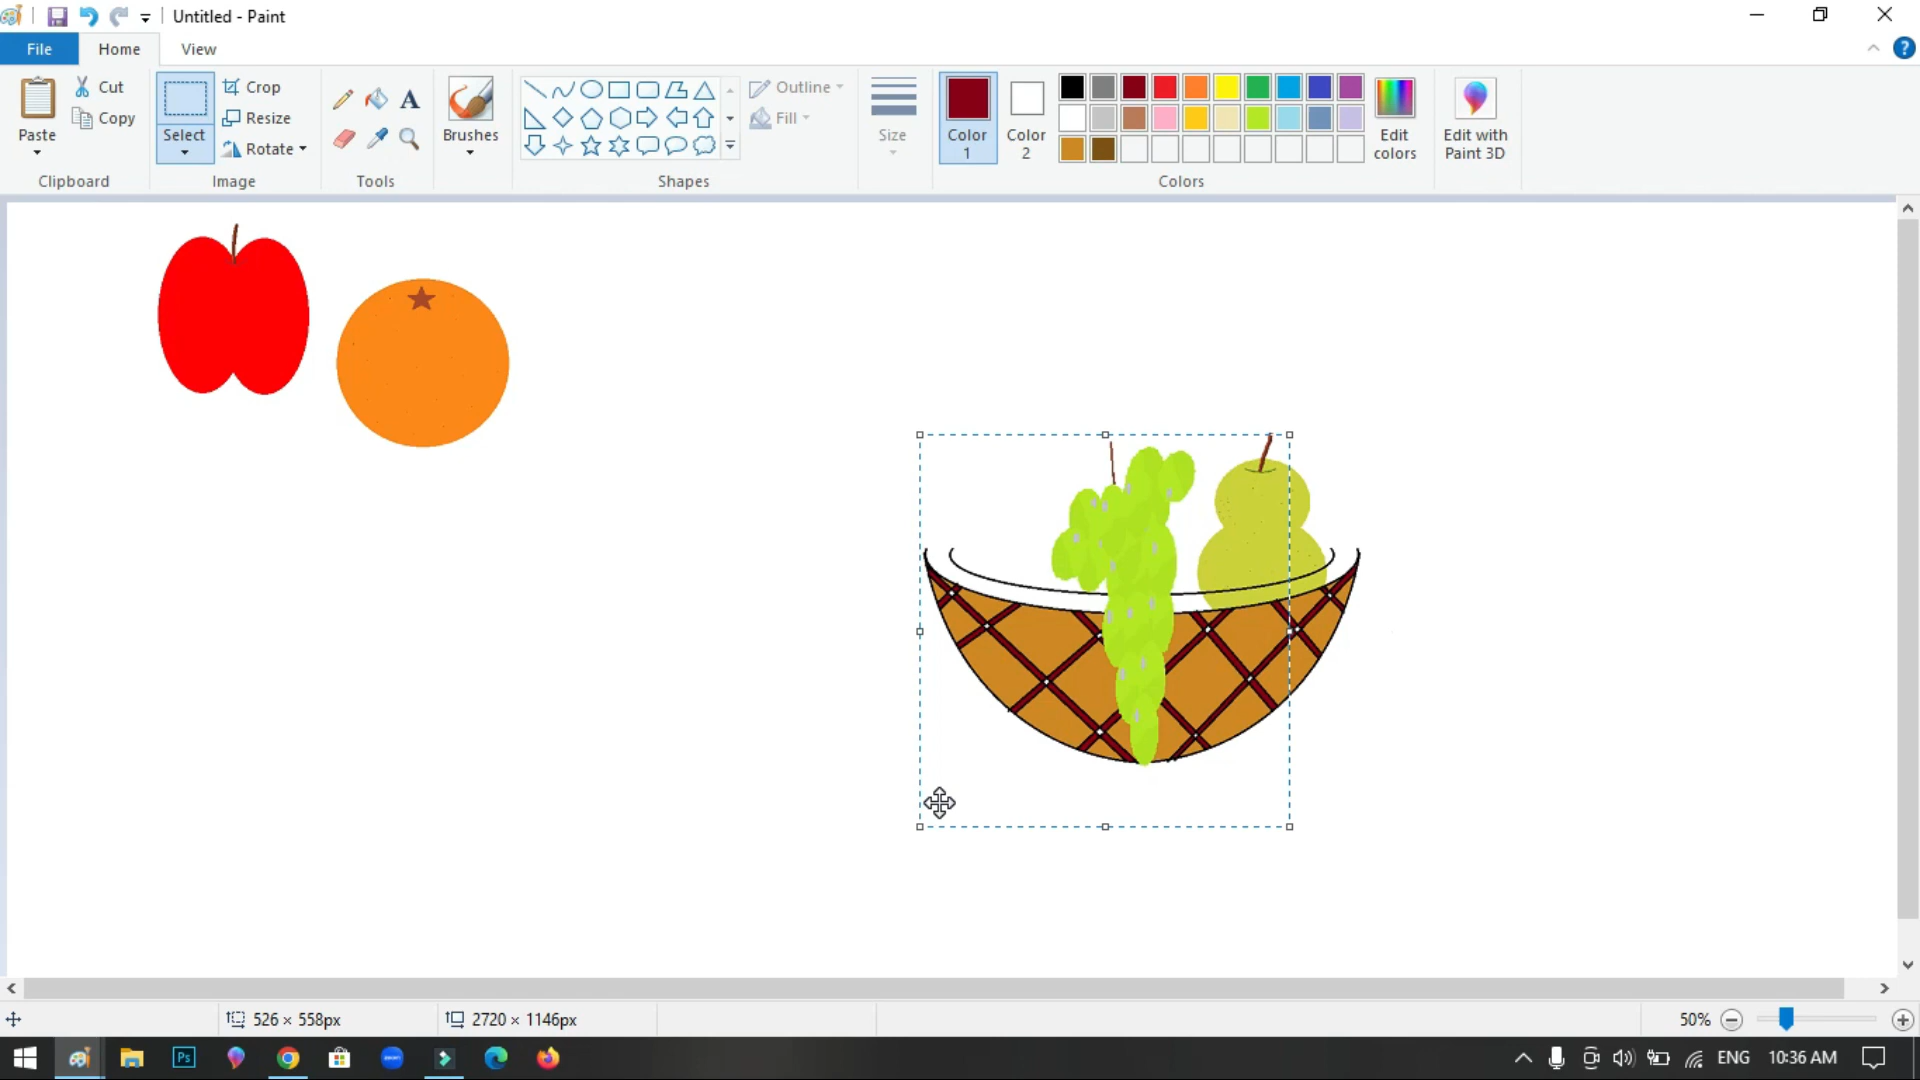 Untitled - Paint
File Home View
Paste
Cut
Copy
Clipboard
Select
Crop
Resize
Rotate
Image
A
Tools
Brushes
Shapes
Outline
Fill
Size
Color 1
Color 2
Edit colors
Edit with Paint 3D
Colors
526 × 558px
2720 × 1146px
50%
Ps
ENG
10:36 AM